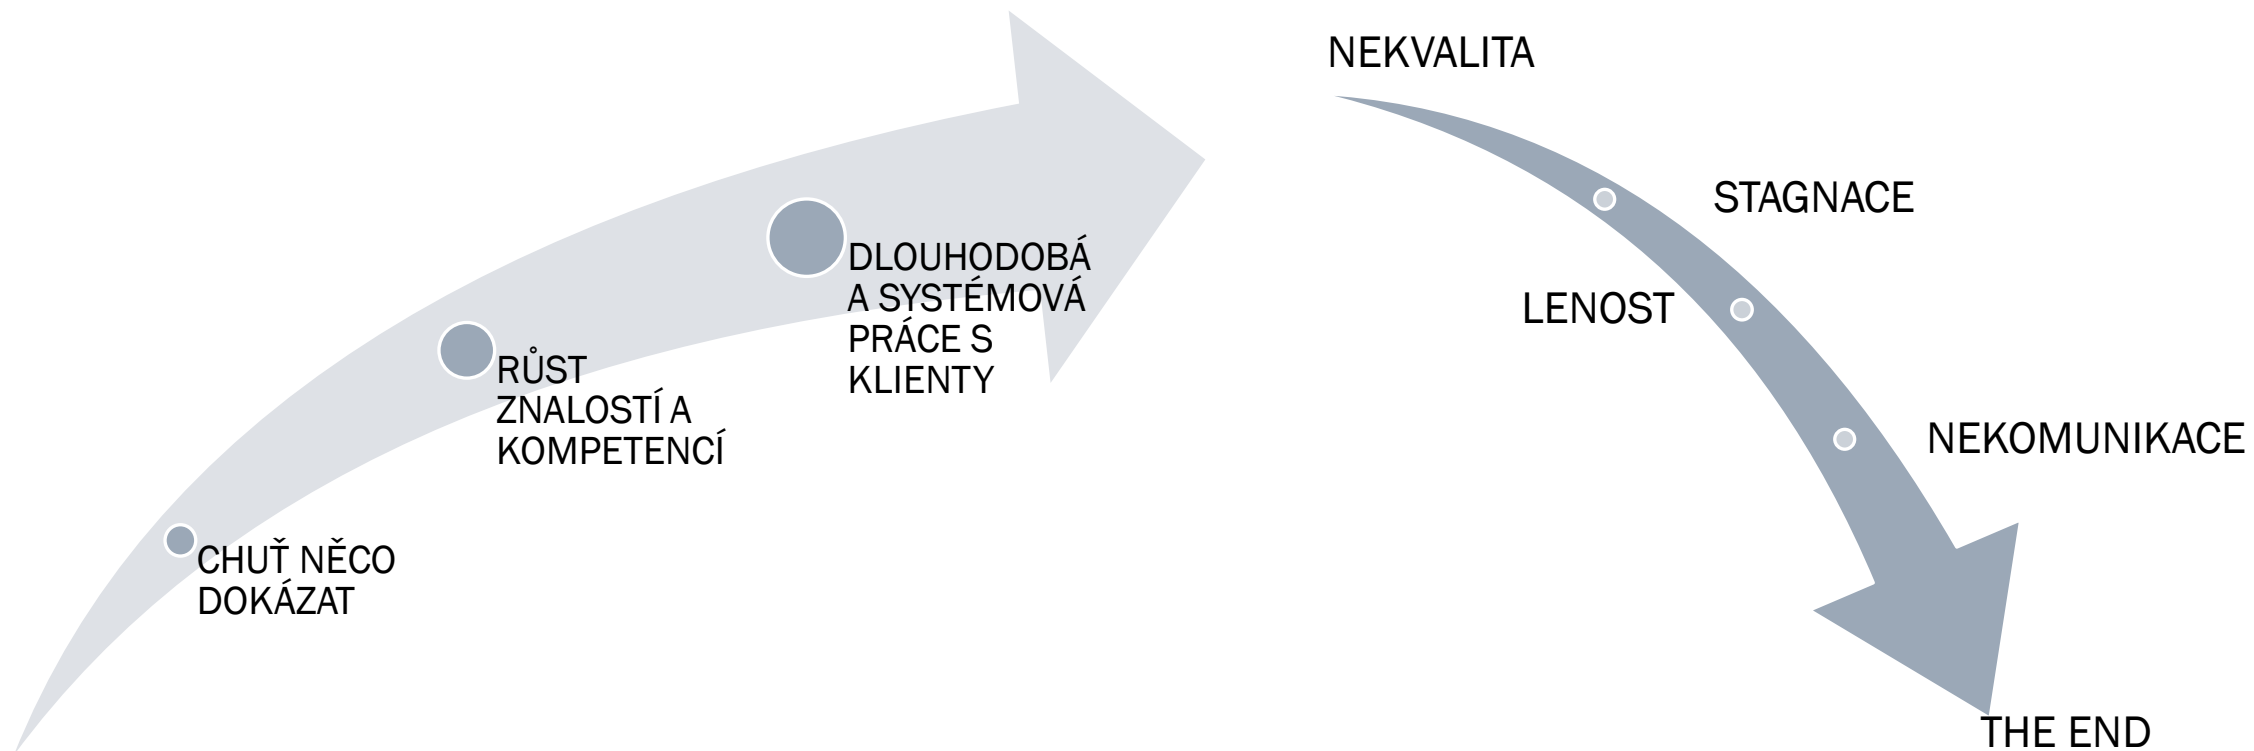 CHUŤ NĚCO
DOKÁZAT
RŮST
ZNALOSTÍ A
KOMPETENCÍ
DLOUHODOBÁ
A SYSTÉMOVÁ
PRÁCE S
KLIENTY
NEKVALITA
STAGNACE
LENOST
NEKOMUNIKACE
THE END